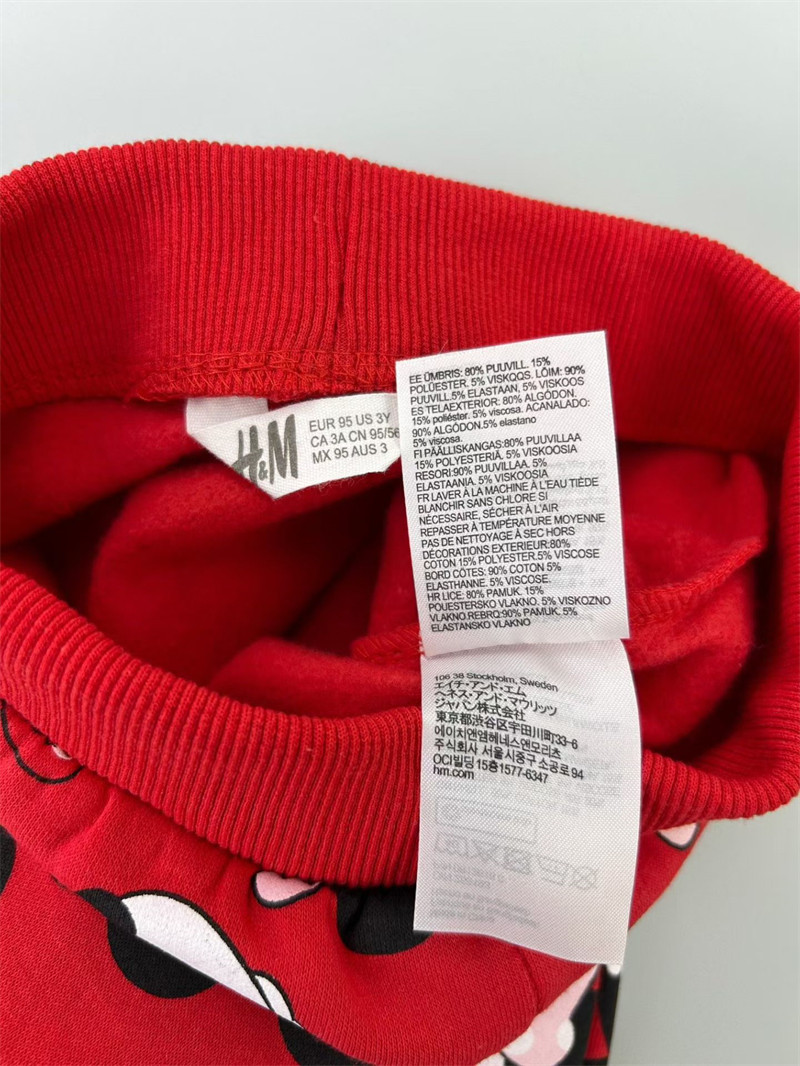 H&M
EUR 95 US 3Y
CA 3A CN 95/56
MX 95 AUS 3
EE ÜMBRIS: 80% PUUVILL. 15%
POLÜESTER, 5% VISKOOS. LÕIM: 90%
PUUVILL.5% ELASTAAN, 5% VISKOOS
ES TELAEXTERIOR: 80% ALGODÓN.
15% poliéster. 5% viscosa. ACANALADO:
90% ALGODÓN.5% elastano
5% viscosa.
FI PÄÄLLISKANGAS:80% PUUVILLAA
15% POLYESTERIÄ. 5% VISKOOSIA
RESORI:90% PUUVILLAA. 5%
ELASTAANIA. 5% VISKOOSIA
FR LAVER À LA MACHINE À L'EAU TIÈDE
BLANCHIR SANS CHLORE SI
NÉCESSAIRE, SÉCHER À L'AIR
REPASSER À TEMPÉRATURE MOYENNE
PAS DE NETTOYAGE À SEC HORS
DÉCORATIONS EXTERIEUR:80%
COTON 15% POLYESTER.5% VISCOSE
BORD CÔTES: 90% COTON 5%
ELASTHANNE. 5% VISCOSE.
HR LICE: 80% PAMUK. 15%
POUESTERSKO VLAKNO. 5% VISKOZNO
VLAKNO.REBRQ:90% PAMUK. 5%
ELASTANSKO VLAKNO
106 38 Stockholm, Sweden
エイチ・アンド・エム
ヘネス・アンド・マウリッツ
ジャパン株式会社
東京都渋谷区宇田川町33-6
에이치앤엠헤네스앤모리츠
주식회사 서울시중구 소공로94
OCI빌딩15층1577-6347
hm.com